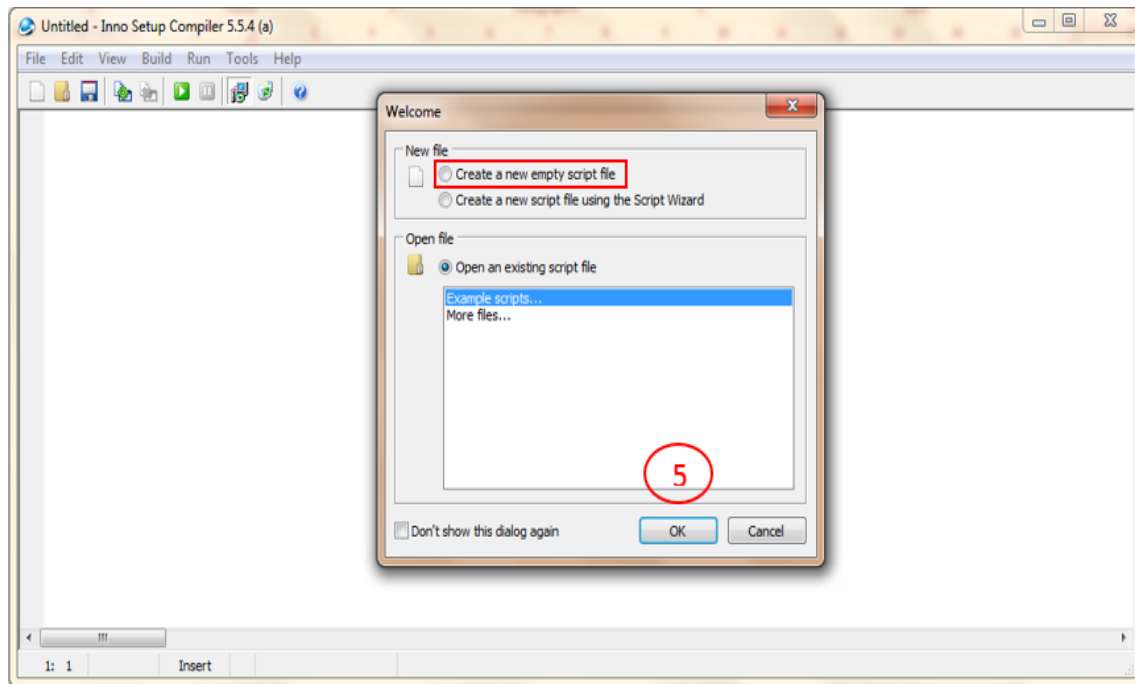 Untitled - Inno Setup Compiler 5.5.4 (a)
File Edit View Build Run Tools Help
Welcome
New file
Create a new empty script file
Create a new script file using the Script Wizard
Open file
Open an existing script file
Example scripts...
More files...
5
Don't show this dialog again
OK Cancel
1: 1 Insert